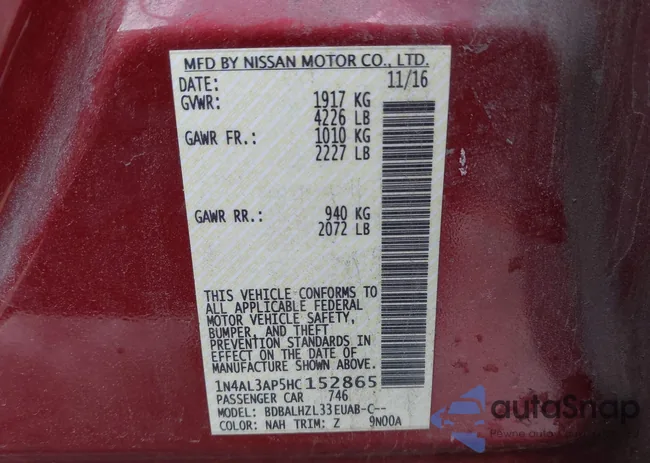 MFD BY NISSAN MOTOR CO., LTD.
DATE: 11/16
GVWR: 1917 KG
4226 LB
GAWR FR.: 1010 KG
2227 LB
GAWR RR.: 940 KG
2072 LB
THIS VEHICLE CONFORMS TO
ALL APPLICABLE FEDERAL
MOTOR VEHICLE SAFETY,
BUMPER, AND THEFT
PREVENTION STANDARDS IN
EFFECT ON THE DATE OF
MANUFACTURE SHOWN ABOVE.
1N4AL3AP5HC152865
PASSENGER CAR 746
MODEL: BDBALHZL33EUAB-C--
COLOR: NAH TRIM: Z 9N00A
autoSnap